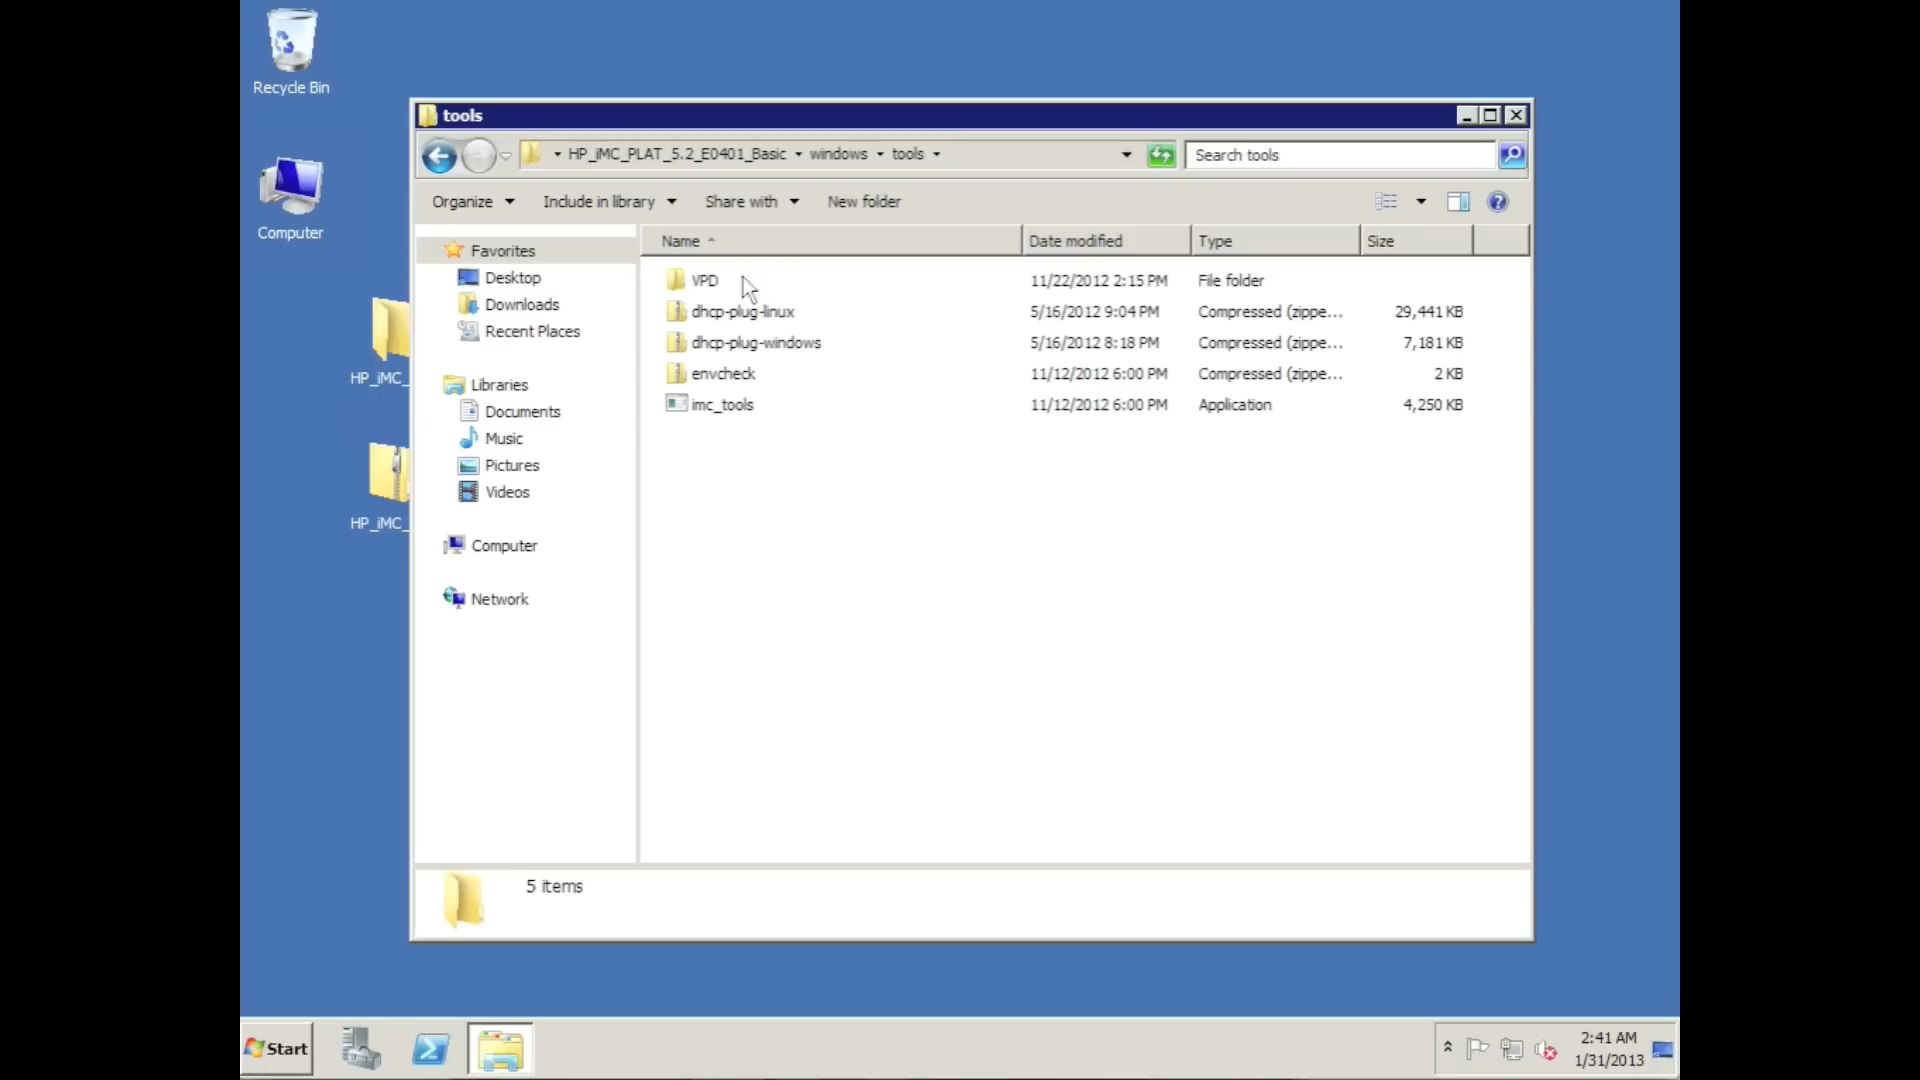 Recycle Bin
Computer
HP_iMC_
HP_iMC_
tools
HP_iMC_PLAT_5.2_E0401_Basic windows tools
Search tools
Organize Include in library Share with New folder
Favorites
Desktop
Downloads
Recent Places
Libraries
Documents
Music
Pictures
Videos
Computer
Network
Name Date modified Type Size
VPD 11/22/2012 2:15 PM File folder
dhcp-plug-linux 5/16/2012 9:04 PM Compressed (zippe... 29,441 KB
dhcp-plug-windows 5/16/2012 8:18 PM Compressed (zippe... 7,181 KB
envcheck 11/12/2012 6:00 PM Compressed (zippe... 2 KB
imc_tools 11/12/2012 6:00 PM Application 4,250 KB
5 items
Start
2:41 AM
1/31/2013